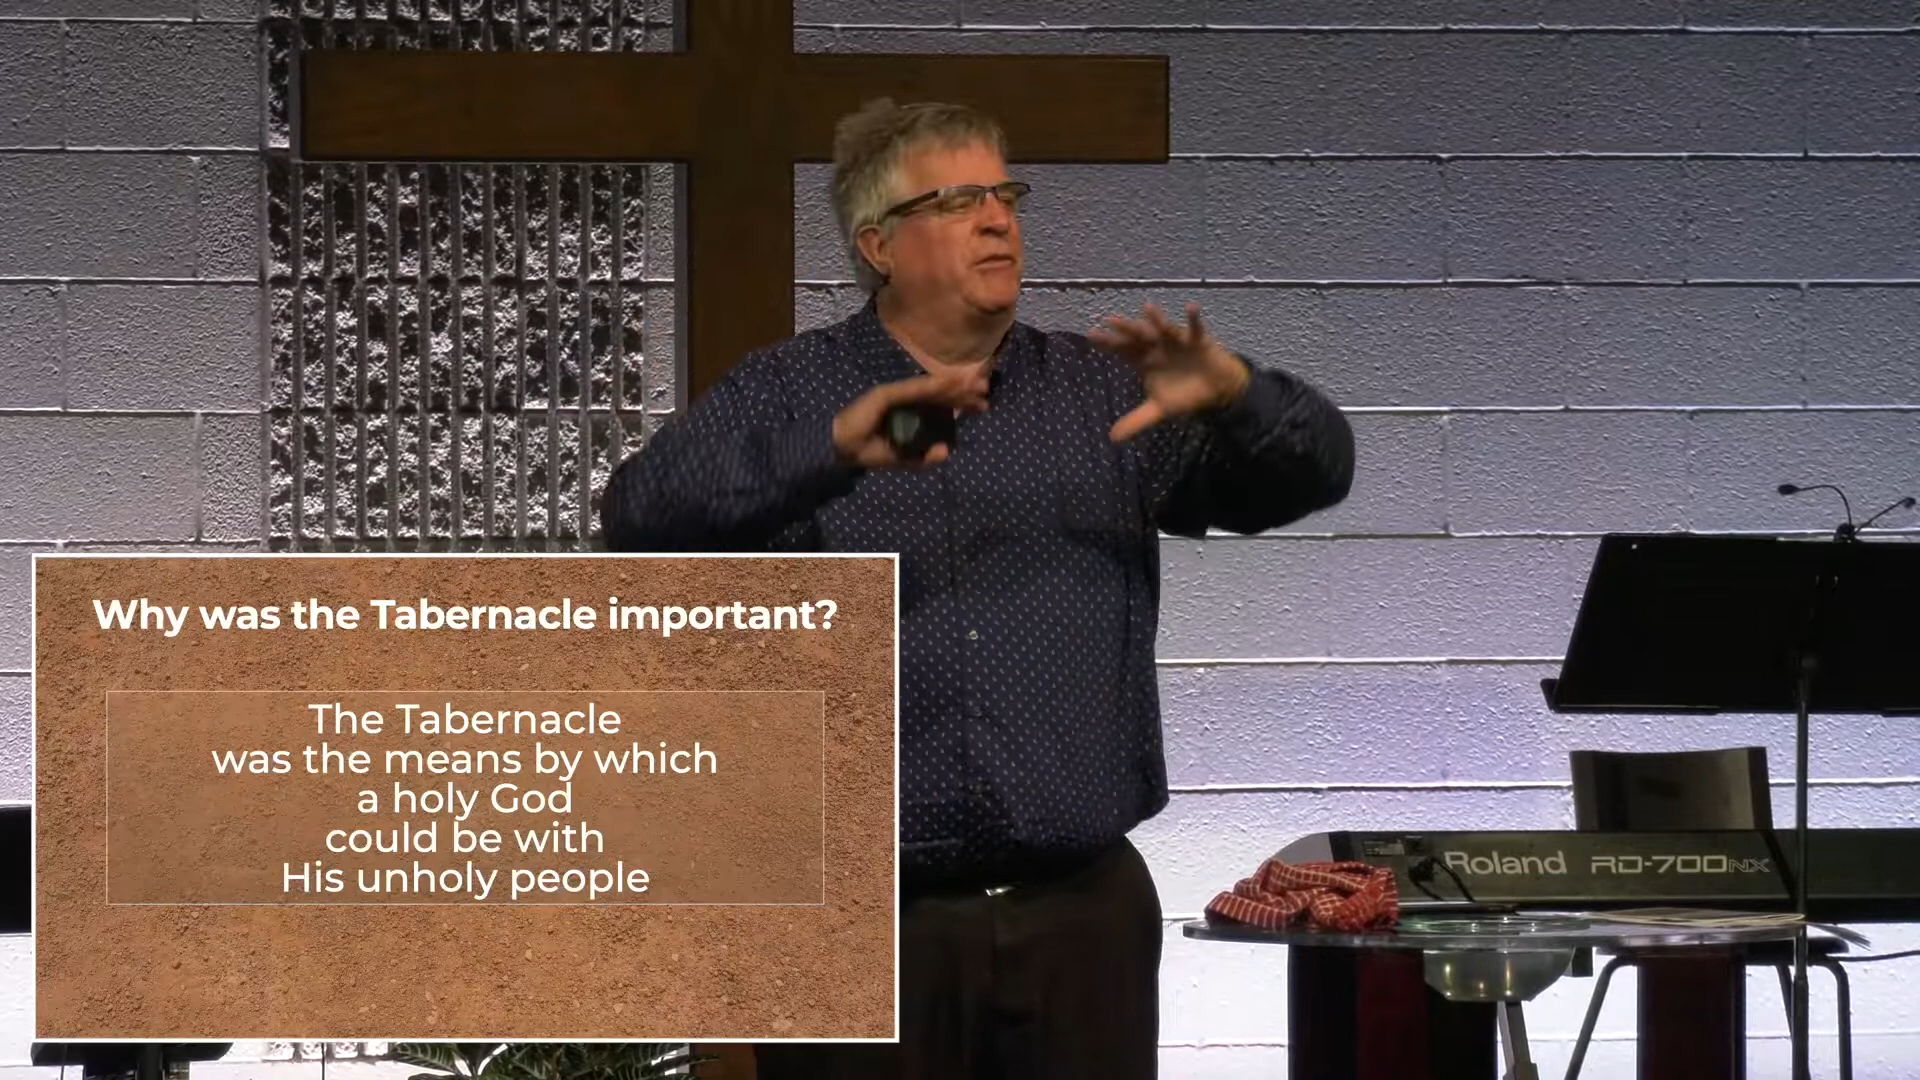 Why was the Tabernacle important?
The Tabernacle
was the means by which
a holy God
could be with
His unholy people
Roland RD-700NX